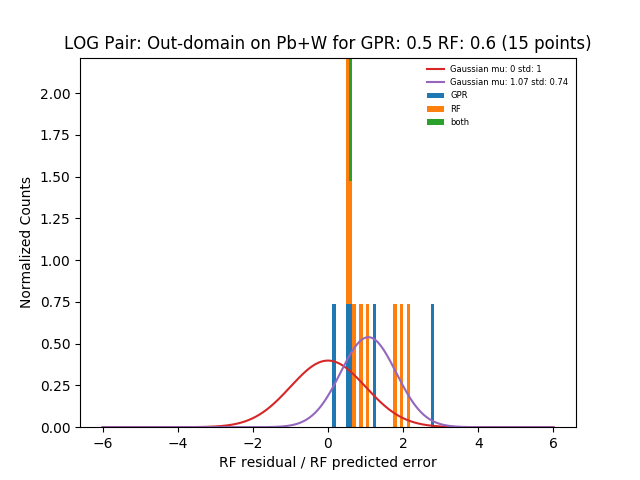 LOG Pair: Out-domain on Pb+W for GPR: 0.5 RF: 0.6 (15 points)
Gaussian mu: 0 std: 1
Gaussian mu: 1.07 std: 0.74
GPR
RF
both
Normalized Counts
2.00
1.75
1.50
1.25
1.00
0.75
0.50
0.25
0.00
−6
−4
−2
0
2
4
6
RF residual / RF predicted error